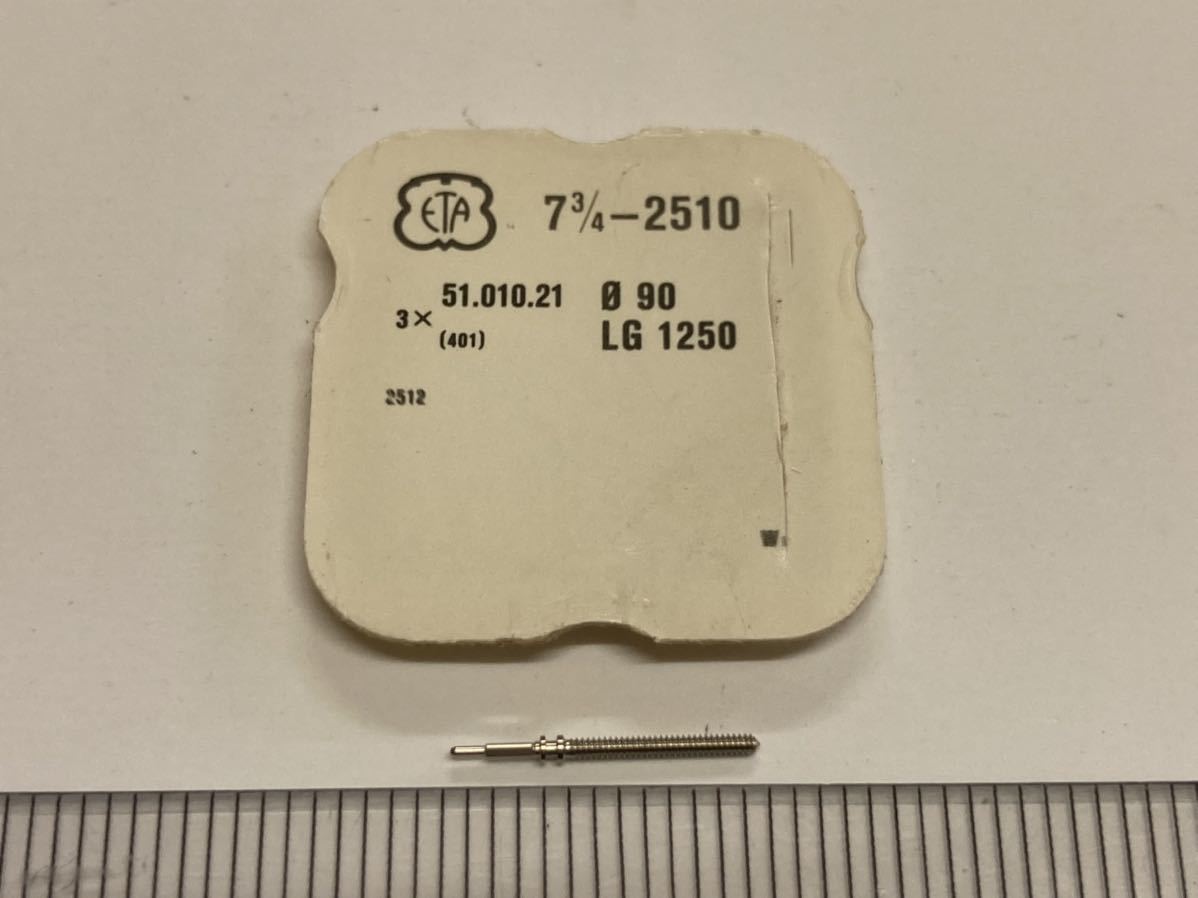 ETA 7¾–2510
3× 51.010.21 Ø 90
(401) LG 1250
2512